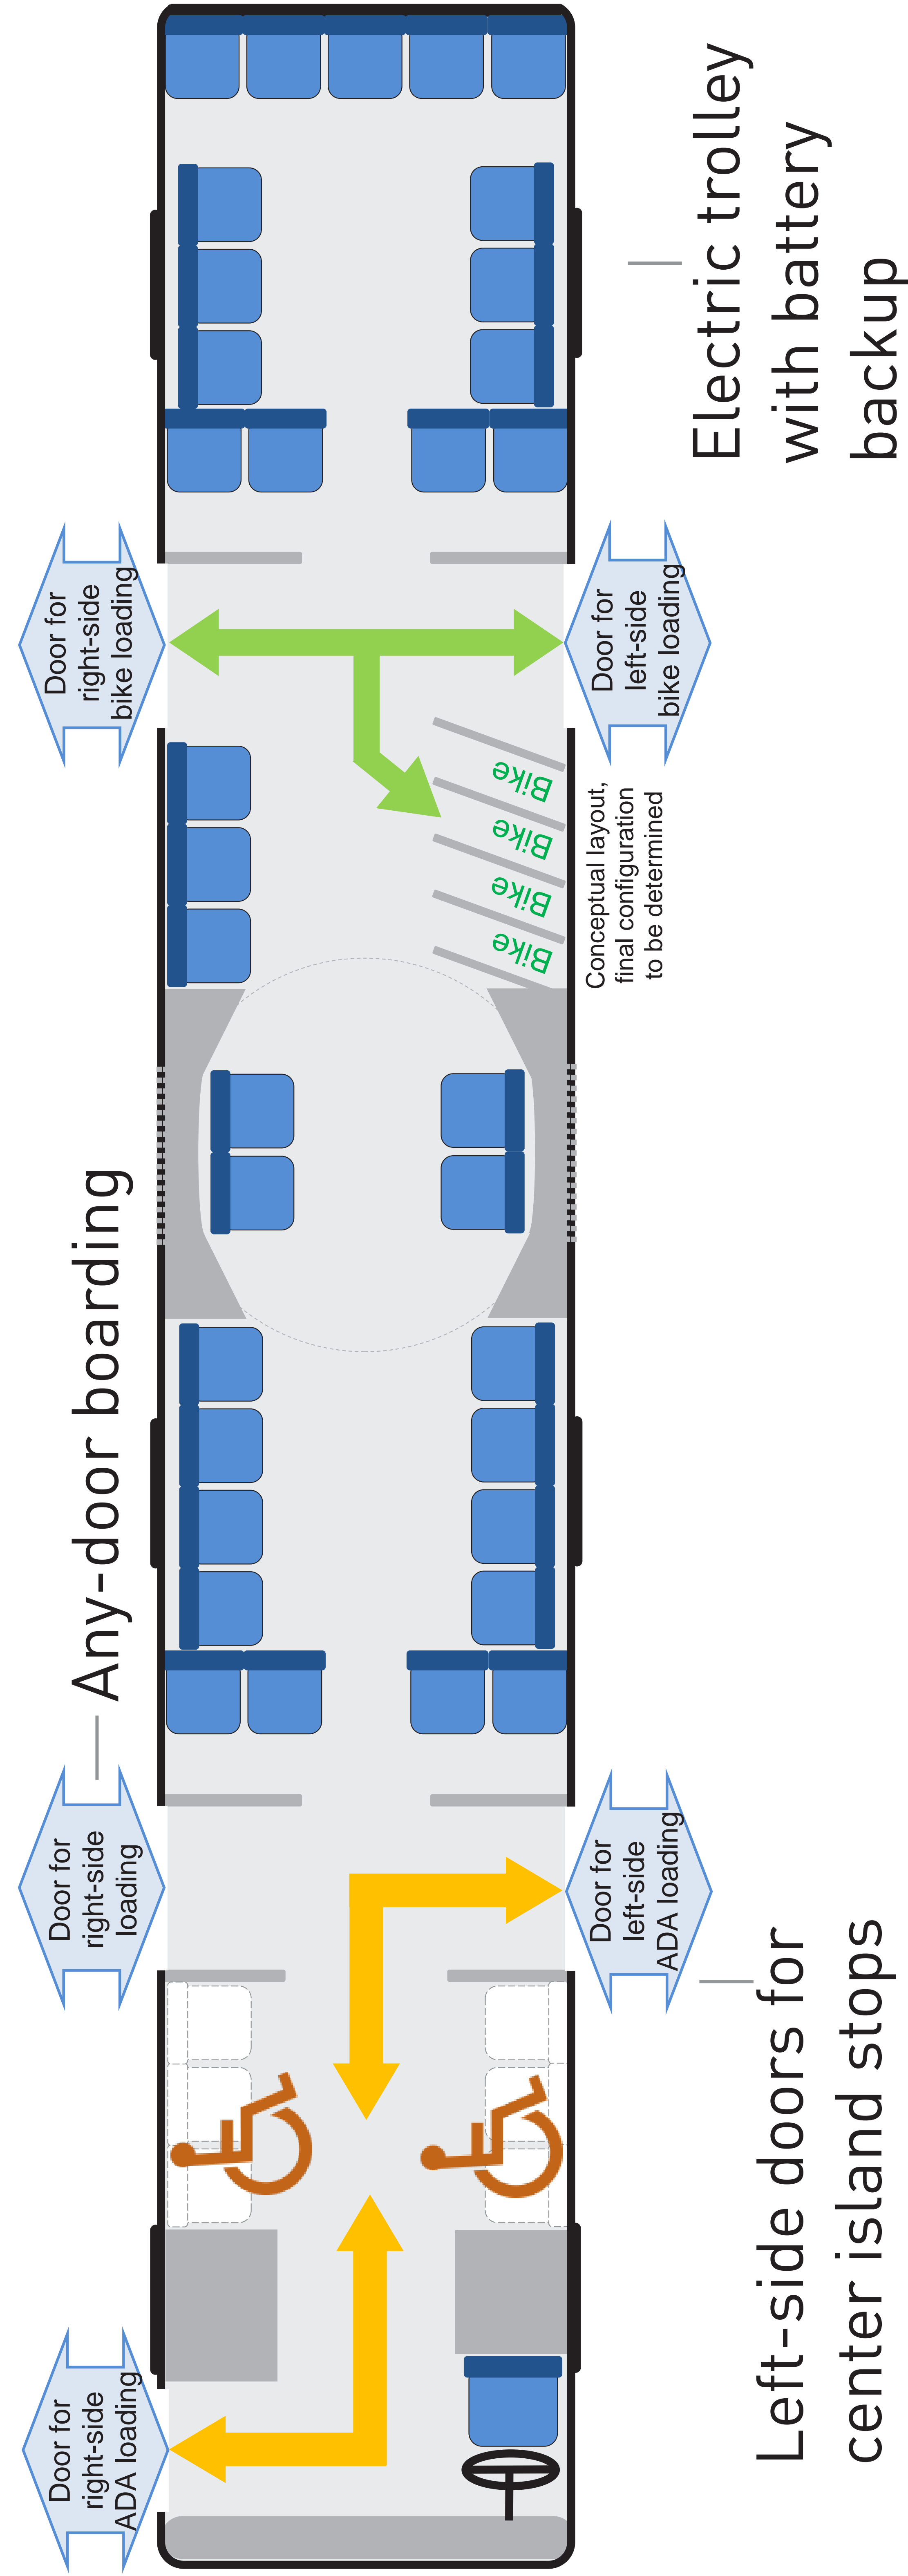 Any-door boarding
Door for
right-side
ADA loading
Door for
right-side
loading
Door for
right-side
bike loading
Bike
Bike
Bike
Bike
Door for
left-side
ADA loading
Conceptual layout,
final configuration
to be determined
Door for
left-side
bike loading
Left-side doors for
center island stops
Electric trolley
with battery
backup